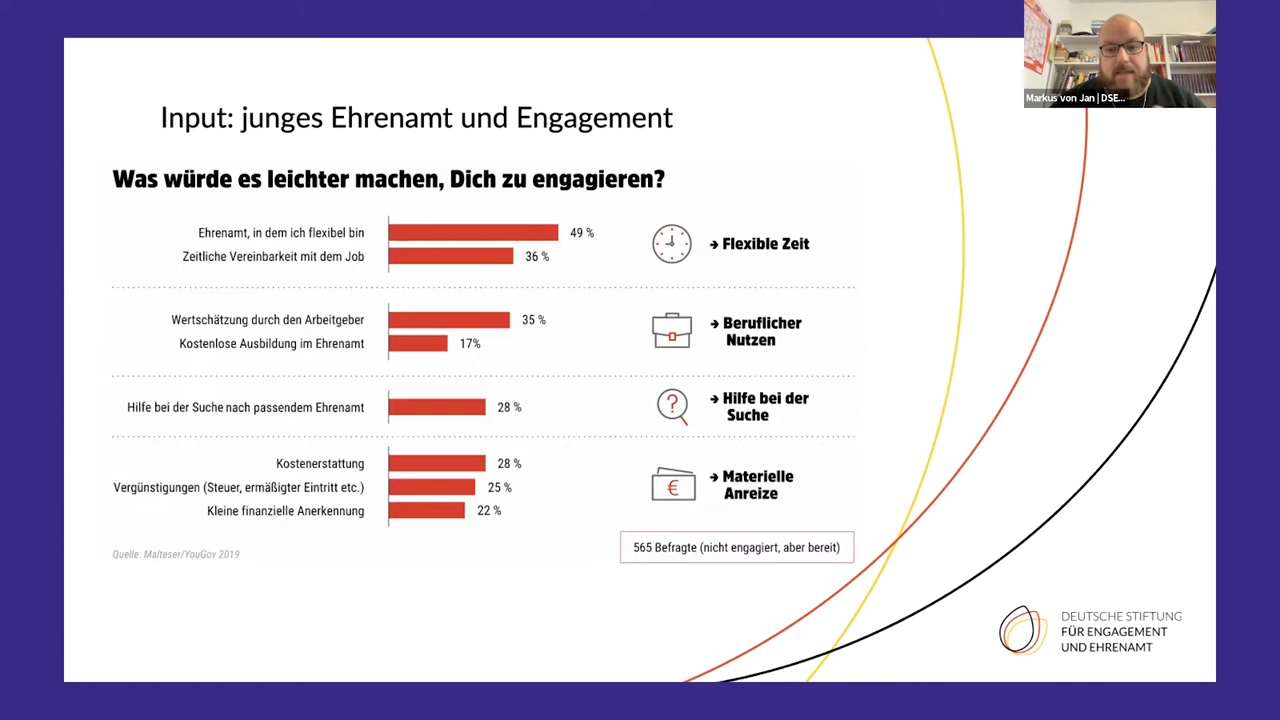 Markus von Jan | DSE...
Input: junges Ehrenamt und Engagement
Was würde es leichter machen, Dich zu engagieren?
Ehrenamt, in dem ich flexibel bin 49 %
Zeitliche Vereinbarkeit mit dem Job 36 %
→ Flexible Zeit
Wertschätzung durch den Arbeitgeber 35 %
Kostenlose Ausbildung im Ehrenamt 17%
→ Beruflicher
Nutzen
Hilfe bei der Suche nach passendem Ehrenamt 28 %
?
→ Hilfe bei der
Suche
Kostenerstattung 28 %
Vergünstigungen (Steuer, ermäßigter Eintritt etc.) 25 %
Kleine finanzielle Anerkennung 22 %
€
→ Materielle
Anreize
565 Befragte (nicht engagiert, aber bereit)
Quelle: Malteser/YouGov 2019
DEUTSCHE STIFTUNG
FÜR ENGAGEMENT
UND EHRENAMT